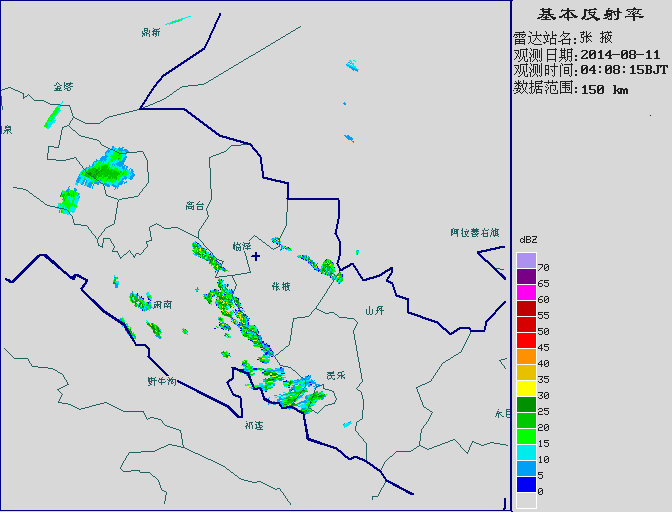 基本反射率
雷达站名:张 掖
观测日期:2014-08-11
观测时间:04:08:15BJT
数据范围:150 km
鼎新
金塔
泉
高台
临泽
阿拉善右旗
张掖
山丹
肃南
民乐
野牛沟
祁连
永昌
dBZ
70
65
60
55
50
45
40
35
30
25
20
15
10
5
0